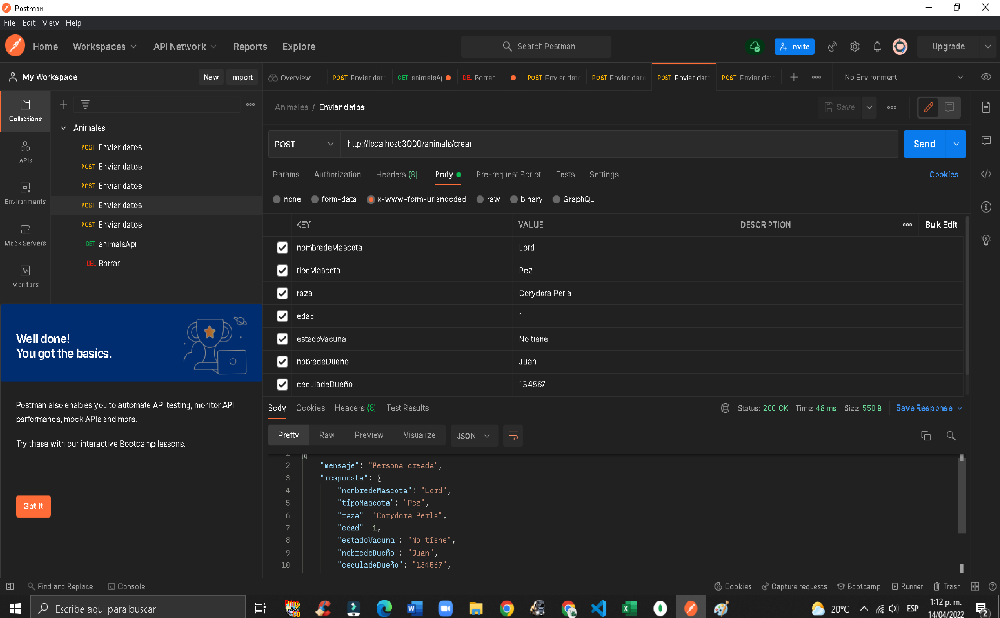 Postman
File Edit View Help
Home Workspaces API Network Reports Explore Search Postman Invite Upgrade
My Workspace New Import Overview POST Enviar datc GET animalsA DEL Borrar POST Enviar datc POST Enviar datc POST Enviar datc POST Enviar datc No Environment
Collections
APIs
Environments
Mock Servers
Monitors
Animales
POST Enviar datos
POST Enviar datos
POST Enviar datos
POST Enviar datos
POST Enviar datos
GET animalsApi
DEL Borrar
Well done!
You got the basics.
Postman also enables you to automate API testing, monitor API
performance, mock APIs and more.
Try these with our interactive Bootcamp lessons.
Got it
Animales / Enviar datos Save
POST http://localhost:3000/animals/crear Send
Params Authorization Headers (8) Body Pre-request Script Tests Settings Cookies
none form-data x-www-form-urlencoded raw binary GraphQL
KEY VALUE DESCRIPTION Bulk Edit
nombredeMascota Lord
tipoMascota Pez
raza Corydora Perla
edad 1
estadoVacuna No tiene
nobredeDueño Juan
ceduladeDueño 134567
Body Cookies Headers (8) Test Results Status: 200 OK Time: 48 ms Size: 550 B Save Response
Pretty Raw Preview Visualize JSON
1 {
2 "mensaje": "Persona creada",
3 "respuesta": {
4 "nombredeMascota": "Lord",
5 "tipoMascota": "Pez",
6 "raza": "Corydora Perla",
7 "edad": 1,
8 "estadoVacuna": "No tiene",
9 "nobredeDueño": "Juan",
10 "ceduladeDueño": "134567",
Find and Replace Console Cookies Capture requests Bootcamp Runner Trash
Escribe aquí para buscar 20°C ESP 1:12 p. m.
14/04/2022 2